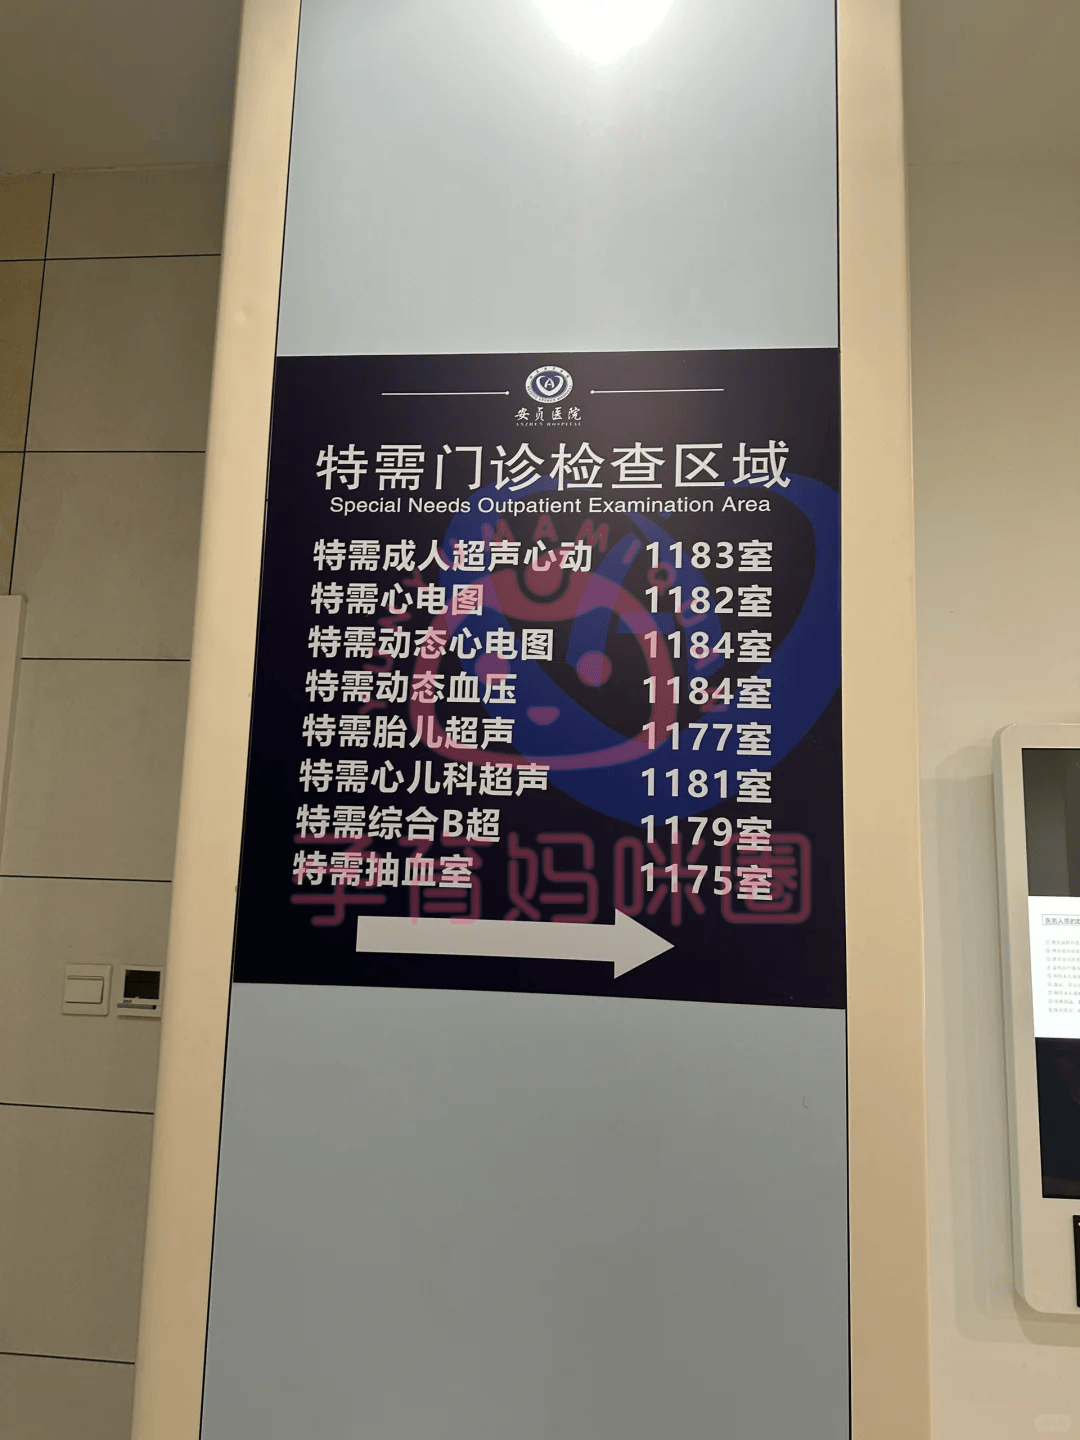 安贞医院
ANZHEN HOSPITAL
特需门诊检查区域
Special Needs Outpatient Examination Area
特需成人超声心动 1183室
特需心电图 1182室
特需动态心电图 1184室
特需动态血压 1184室
特需胎儿超声 1177室
特需心儿科超声 1181室
特需综合B超 1179室
特需抽血室 1175室
YUNYUMAMIQUAN
孕育妈咪圈